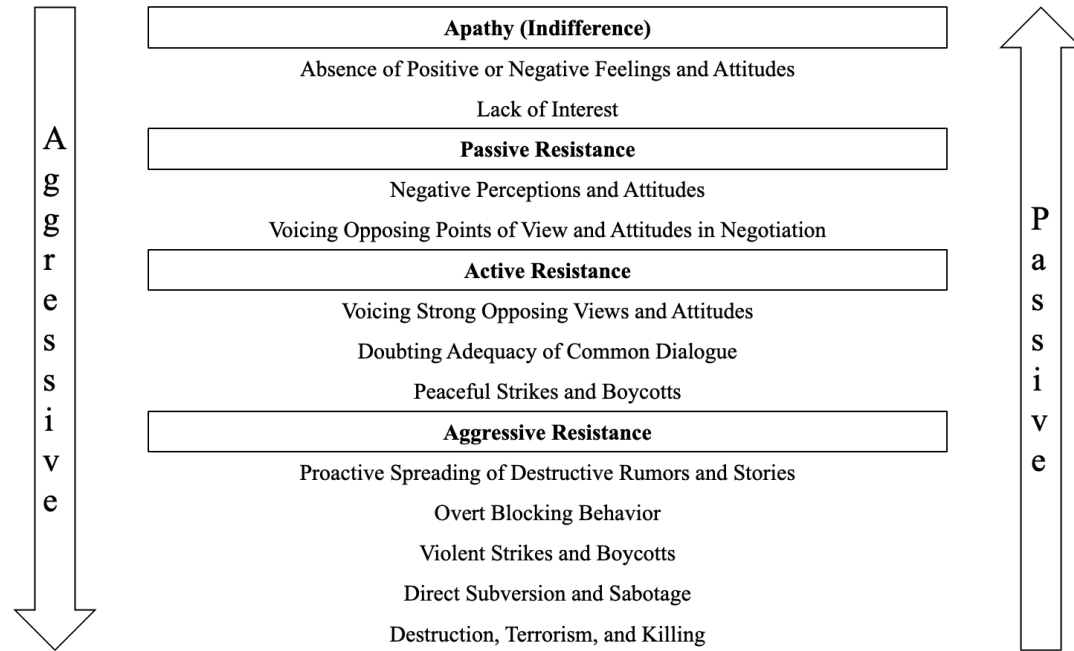 Aggressive
Apathy (Indifference)
Absence of Positive or Negative Feelings and Attitudes
Lack of Interest
Passive Resistance
Negative Perceptions and Attitudes
Voicing Opposing Points of View and Attitudes in Negotiation
Active Resistance
Voicing Strong Opposing Views and Attitudes
Doubting Adequacy of Common Dialogue
Peaceful Strikes and Boycotts
Aggressive Resistance
Proactive Spreading of Destructive Rumors and Stories
Overt Blocking Behavior
Violent Strikes and Boycotts
Direct Subversion and Sabotage
Destruction, Terrorism, and Killing
Passive